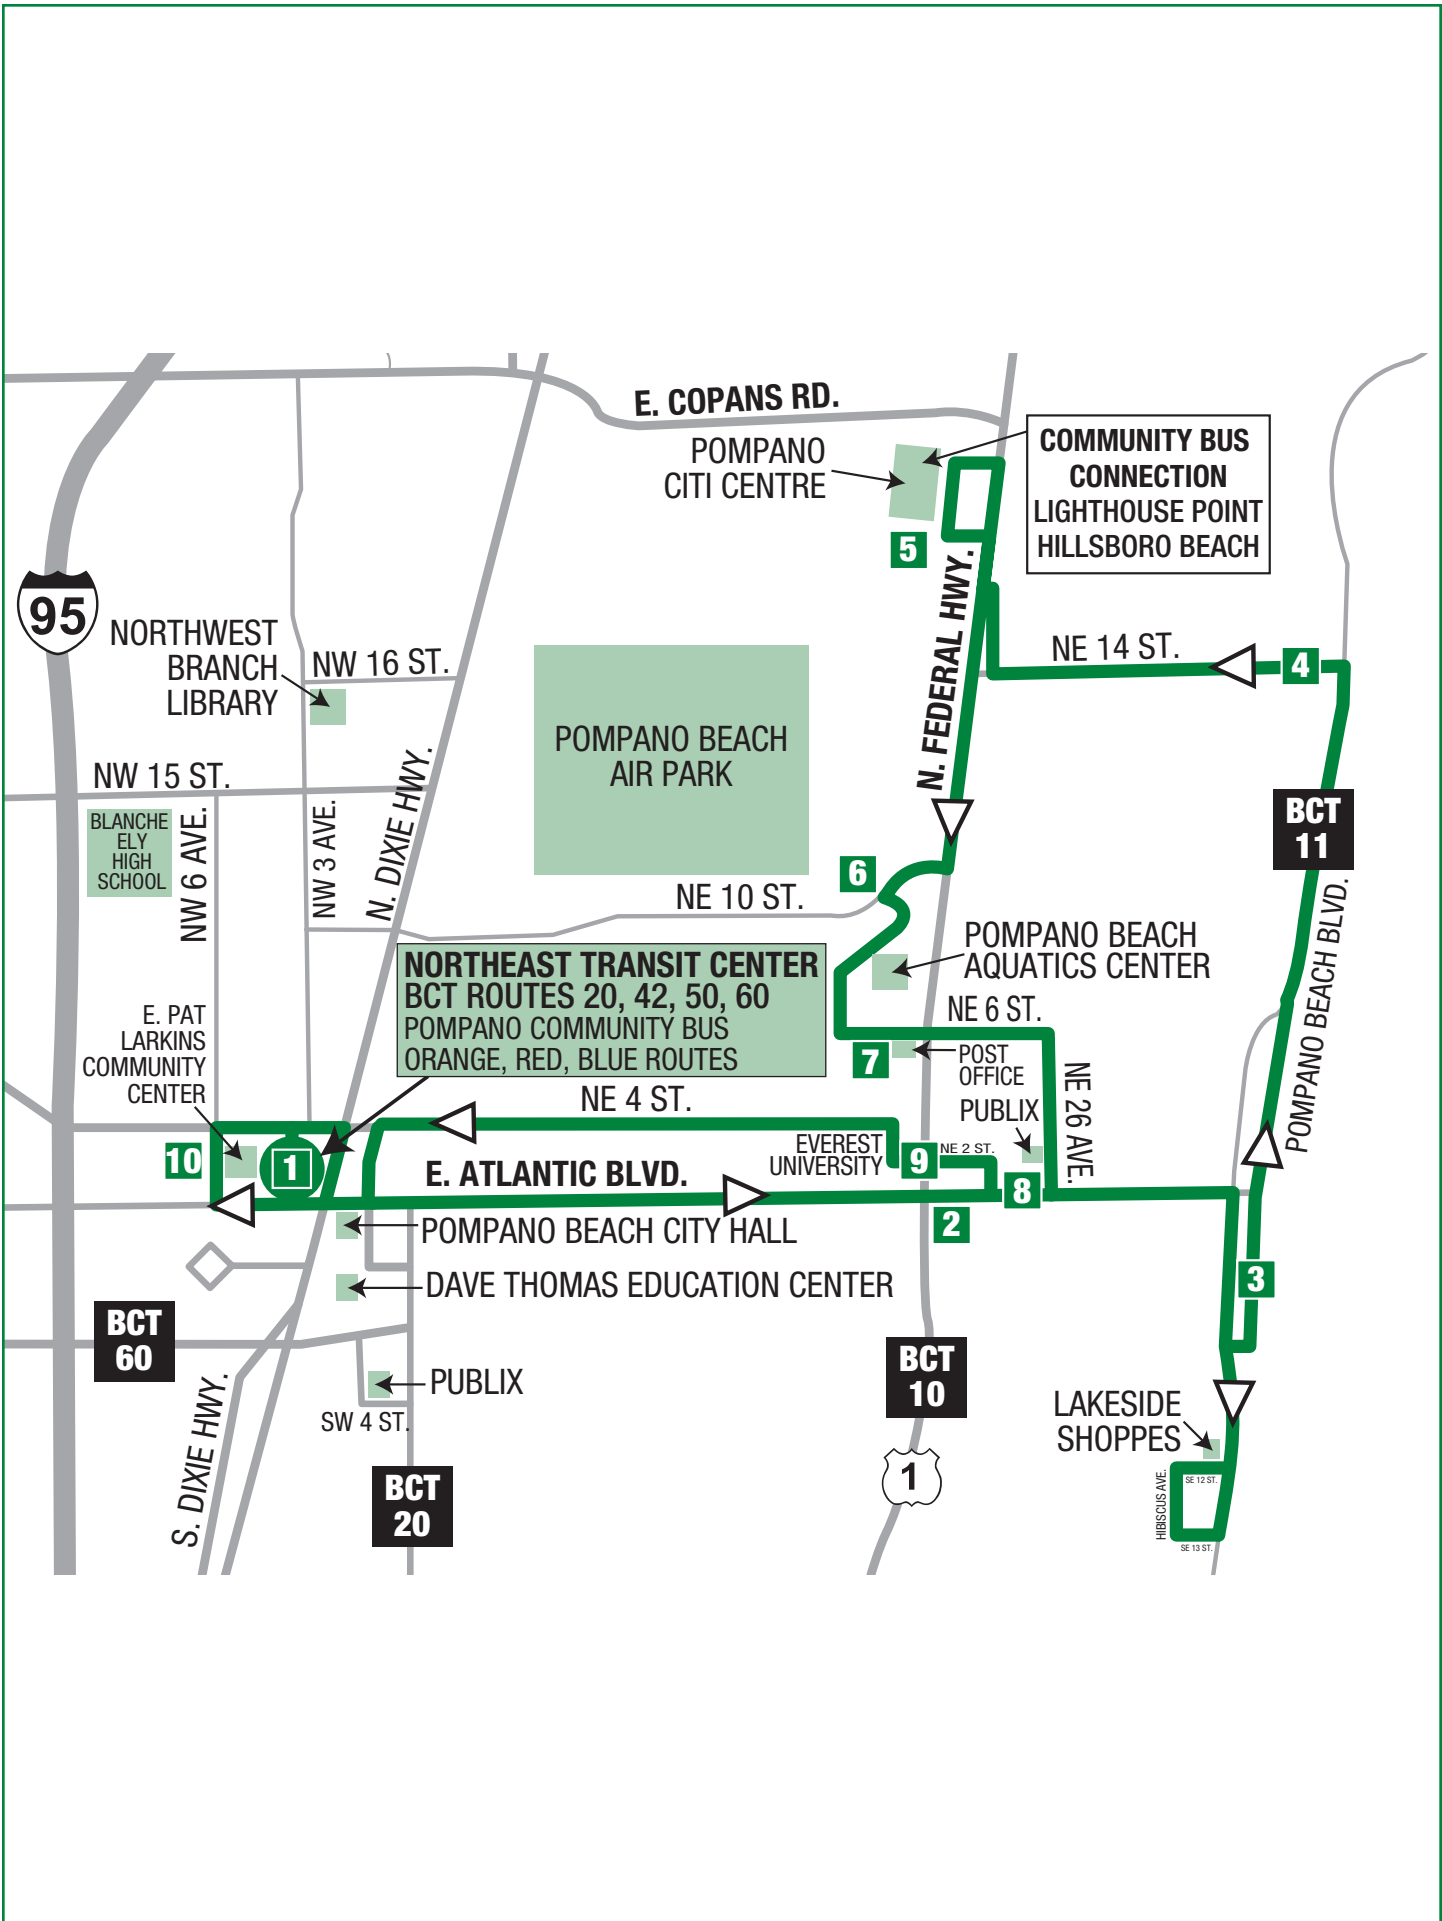 E. COPANS RD.
POMPANO
CITI CENTRE
COMMUNITY BUS
CONNECTION
LIGHTHOUSE POINT
HILLSBORO BEACH
5
95
NORTHWEST
BRANCH
LIBRARY
NW 16 ST.
N. FEDERAL HWY.
NE 14 ST.
4
POMPANO BEACH
AIR PARK
NW 15 ST.
BLANCHE
ELY
HIGH
SCHOOL
NW 6 AVE.
NW 3 AVE.
N. DIXIE HWY.
BCT
11
6
NE 10 ST.
POMPANO BEACH
AQUATICS CENTER
POMPANO BEACH BLVD.
NORTHEAST TRANSIT CENTER
BCT ROUTES 20, 42, 50, 60
POMPANO COMMUNITY BUS
ORANGE, RED, BLUE ROUTES
E. PAT
LARKINS
COMMUNITY
CENTER
NE 6 ST.
7
POST
OFFICE
NE 26 AVE.
NE 4 ST.
PUBLIX
EVEREST
UNIVERSITY
9
NE 2 ST.
10
1
E. ATLANTIC BLVD.
8
2
POMPANO BEACH CITY HALL
DAVE THOMAS EDUCATION CENTER
3
BCT
60
BCT
10
PUBLIX
SW 4 ST.
S. DIXIE HWY.
LAKESIDE
SHOPPES
1
BCT
20
HIBISCUS AVE.
SE 12 ST.
SE 13 ST.